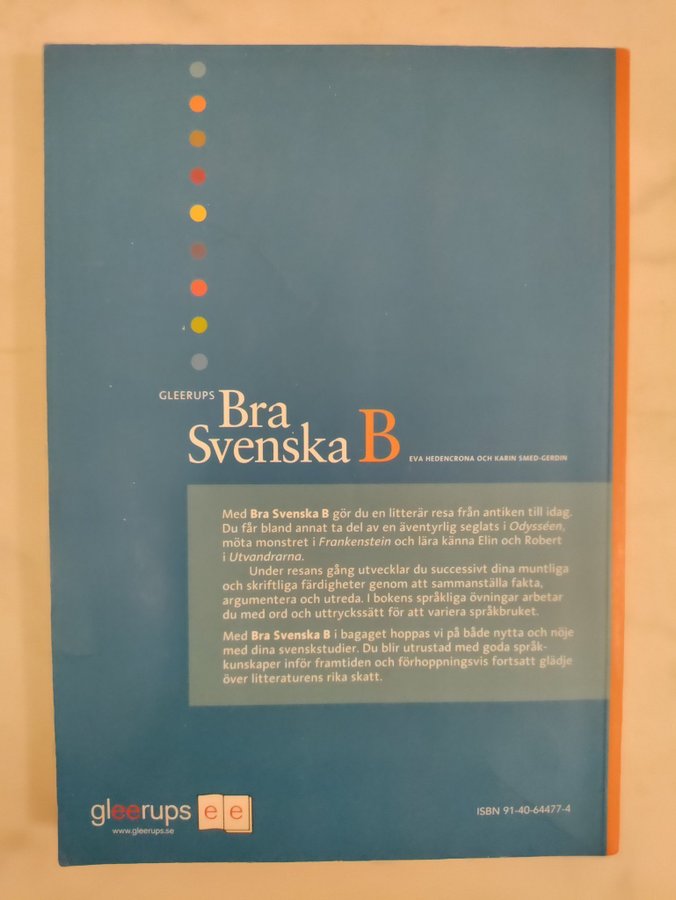 GLEERUPS Bra
Svenska B
EVA HEDENCRONA OCH KARIN SMED-GERDIN
Med Bra Svenska B gör du en litterär resa från antiken till idag.
Du får bland annat ta del av en äventyrlig seglats i Odysséen,
möta monstret i Frankenstein och lära känna Elin och Robert
i Utvandrarna.
Under resans gång utvecklar du successivt dina muntliga
och skriftliga färdigheter genom att sammanställa fakta,
argumentera och utreda. I bokens språkliga övningar arbetar
du med ord och uttryckssätt för att variera språkbruket.
Med Bra Svenska B i bagaget hoppas vi på både nytta och nöje
med dina svenskstudier. Du blir utrustad med goda språk-
kunskaper inför framtiden och förhoppningsvis fortsatt glädje
över litteraturens rika skatt.
gleerups e e
www.gleerups.se
ISBN 91-40-64477-4